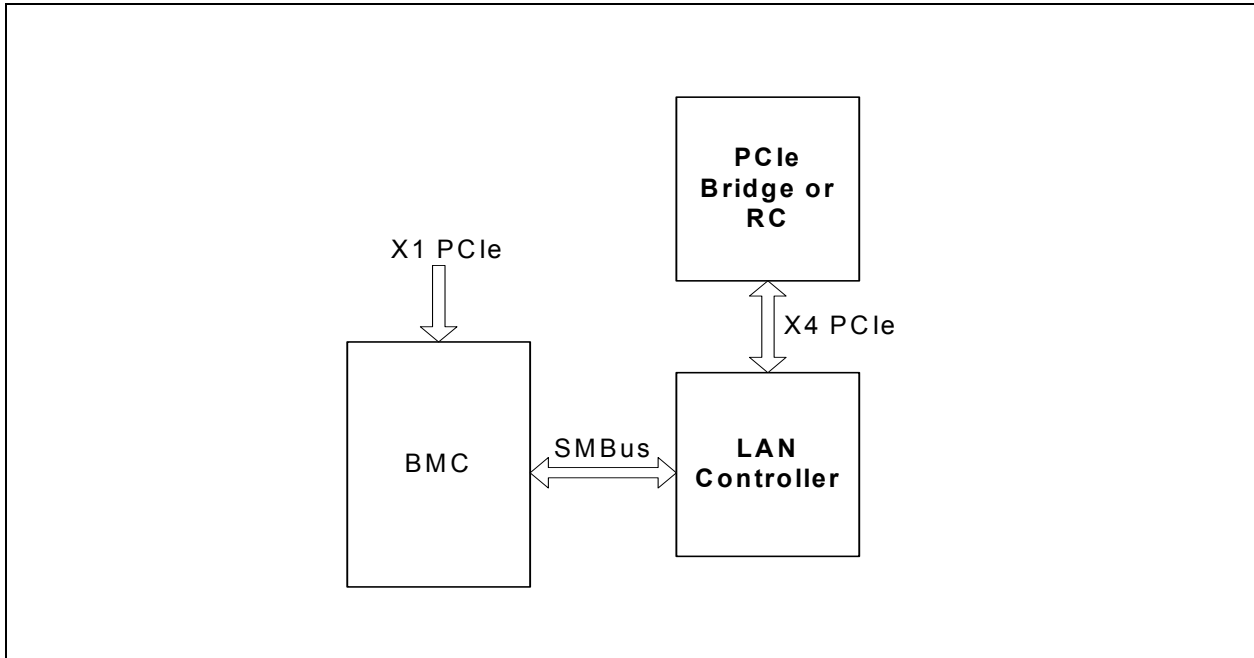 PCIe
Bridge or
RC
X1 PCIe
X4 PCIe
SMBus
BMC
LAN
Controller